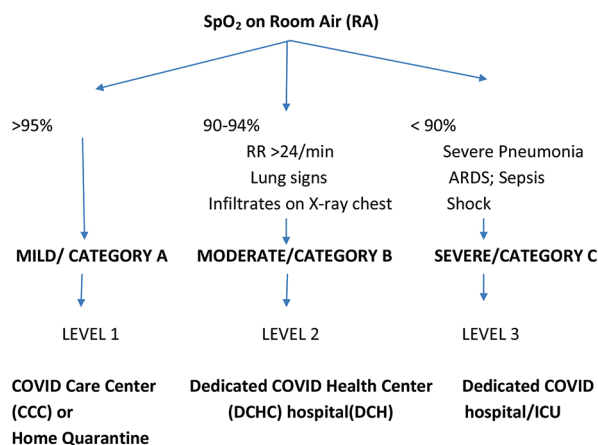 SpO₂ on Room Air (RA)
>95%
90-94%
RR >24/min
Lung signs
Infiltrates on X-ray chest
< 90%
Severe Pneumonia
ARDS; Sepsis
Shock
MILD/ CATEGORY A
MODERATE/CATEGORY B
SEVERE/CATEGORY C
LEVEL 1
LEVEL 2
LEVEL 3
COVID Care Center
(CCC) or
Home Quarantine
Dedicated COVID Health Center
(DCHC) hospital(DCH)
Dedicated COVID
hospital/ICU